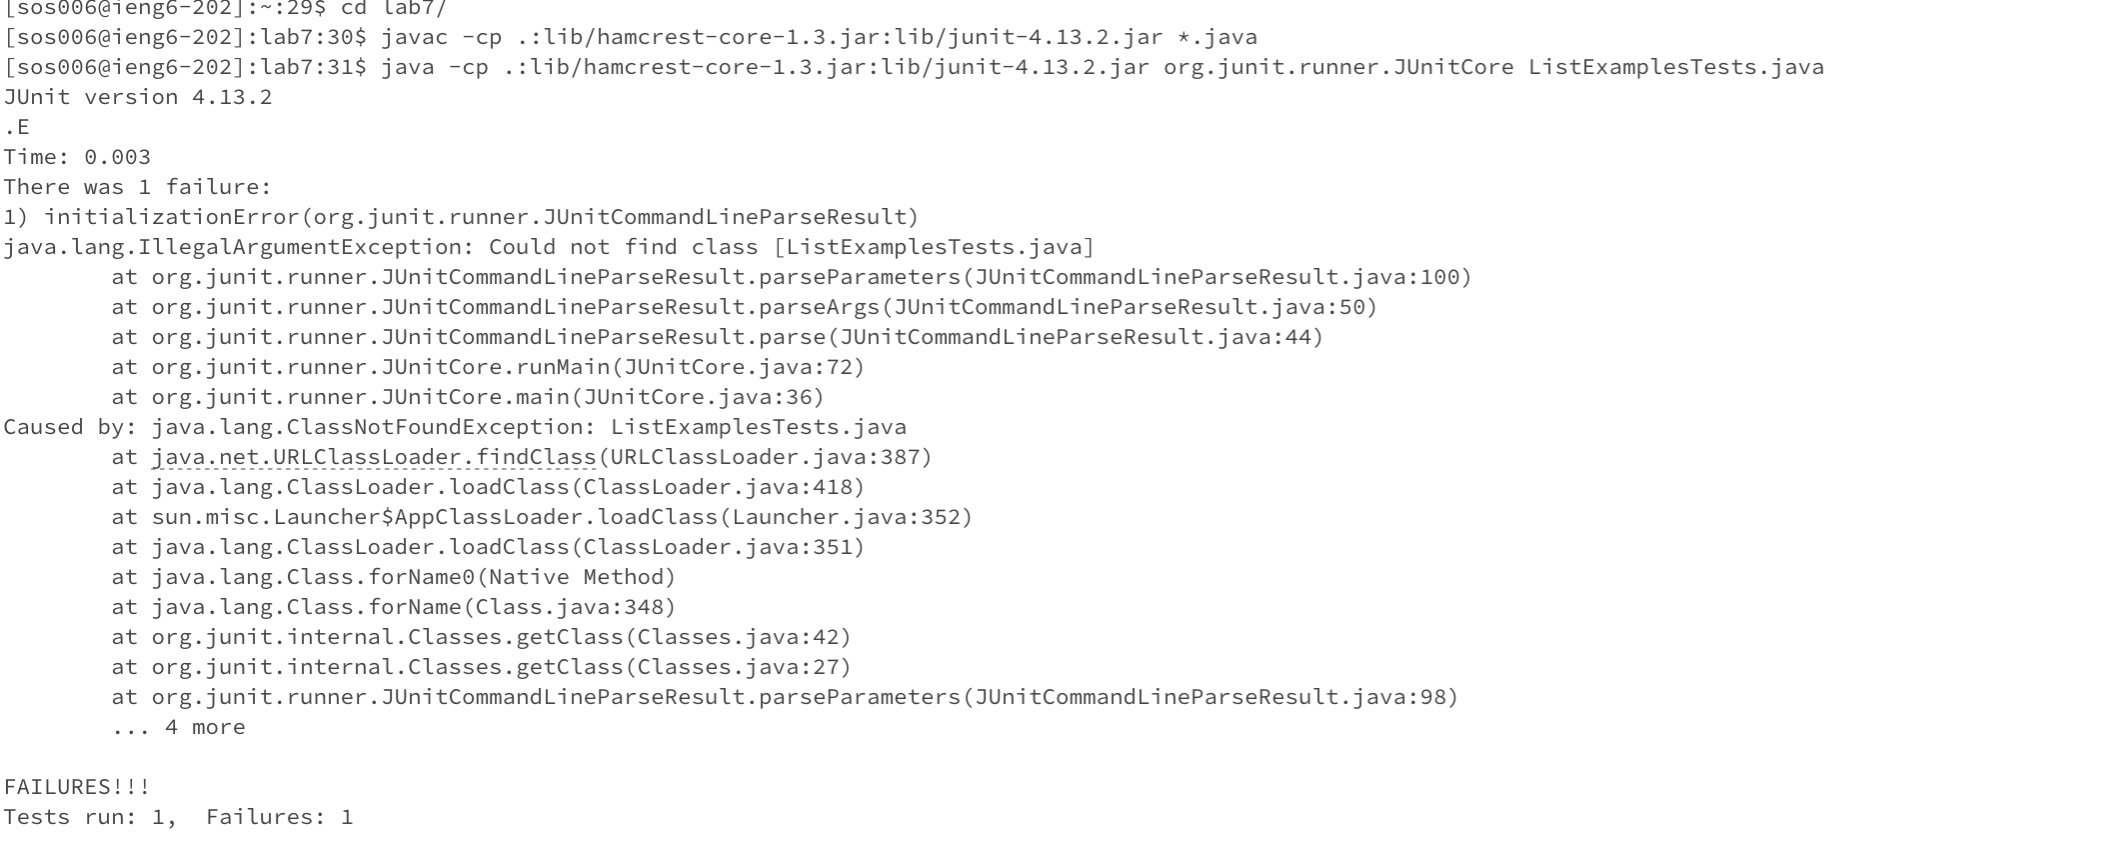 [sos006@ieng6-202]:~:29$ cd lab7/
[sos006@ieng6-202]:lab7:30$ javac -cp .:lib/hamcrest-core-1.3.jar:lib/junit-4.13.2.jar *.java
[sos006@ieng6-202]:lab7:31$ java -cp .:lib/hamcrest-core-1.3.jar:lib/junit-4.13.2.jar org.junit.runner.JUnitCore ListExamplesTests.java
JUnit version 4.13.2
.E
Time: 0.003
There was 1 failure:
1) initializationError(org.junit.runner.JUnitCommandLineParseResult)
java.lang.IllegalArgumentException: Could not find class [ListExamplesTests.java]
        at org.junit.runner.JUnitCommandLineParseResult.parseParameters(JUnitCommandLineParseResult.java:100)
        at org.junit.runner.JUnitCommandLineParseResult.parseArgs(JUnitCommandLineParseResult.java:50)
        at org.junit.runner.JUnitCommandLineParseResult.parse(JUnitCommandLineParseResult.java:44)
        at org.junit.runner.JUnitCore.runMain(JUnitCore.java:72)
        at org.junit.runner.JUnitCore.main(JUnitCore.java:36)
Caused by: java.lang.ClassNotFoundException: ListExamplesTests.java
        at java.net.URLClassLoader.findClass(URLClassLoader.java:387)
        at java.lang.ClassLoader.loadClass(ClassLoader.java:418)
        at sun.misc.Launcher$AppClassLoader.loadClass(Launcher.java:352)
        at java.lang.ClassLoader.loadClass(ClassLoader.java:351)
        at java.lang.Class.forName0(Native Method)
        at java.lang.Class.forName(Class.java:348)
        at org.junit.internal.Classes.getClass(Classes.java:42)
        at org.junit.internal.Classes.getClass(Classes.java:27)
        at org.junit.runner.JUnitCommandLineParseResult.parseParameters(JUnitCommandLineParseResult.java:98)
        ... 4 more

FAILURES!!!
Tests run: 1,  Failures: 1